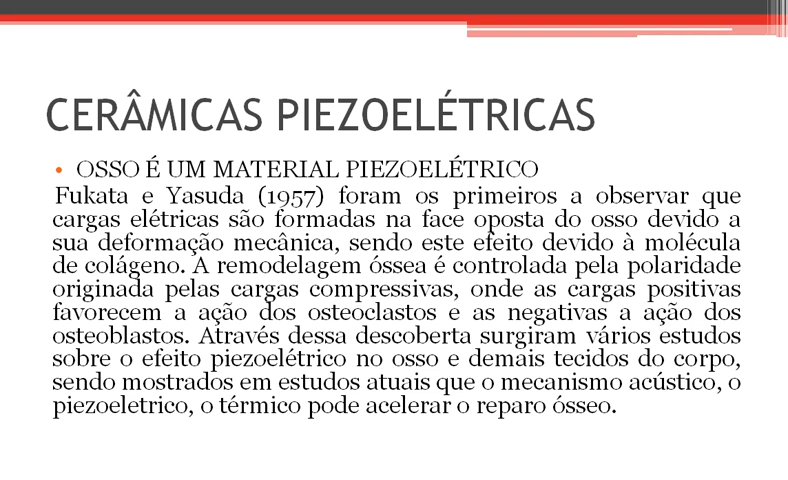 CERÂMICAS PIEZOELÉTRICAS
• OSSO É UM MATERIAL PIEZOELÉTRICO
Fukata e Yasuda (1957) foram os primeiros a observar que
cargas elétricas são formadas na face oposta do osso devido a
sua deformação mecânica, sendo este efeito devido à molécula
de colágeno. A remodelagem óssea é controlada pela polaridade
originada pelas cargas compressivas, onde as cargas positivas
favorecem a ação dos osteoclastos e as negativas a ação dos
osteoblastos. Através dessa descoberta surgiram vários estudos
sobre o efeito piezoelétrico no osso e demais tecidos do corpo,
sendo mostrados em estudos atuais que o mecanismo acústico, o
piezoeletrico, o térmico pode acelerar o reparo ósseo.